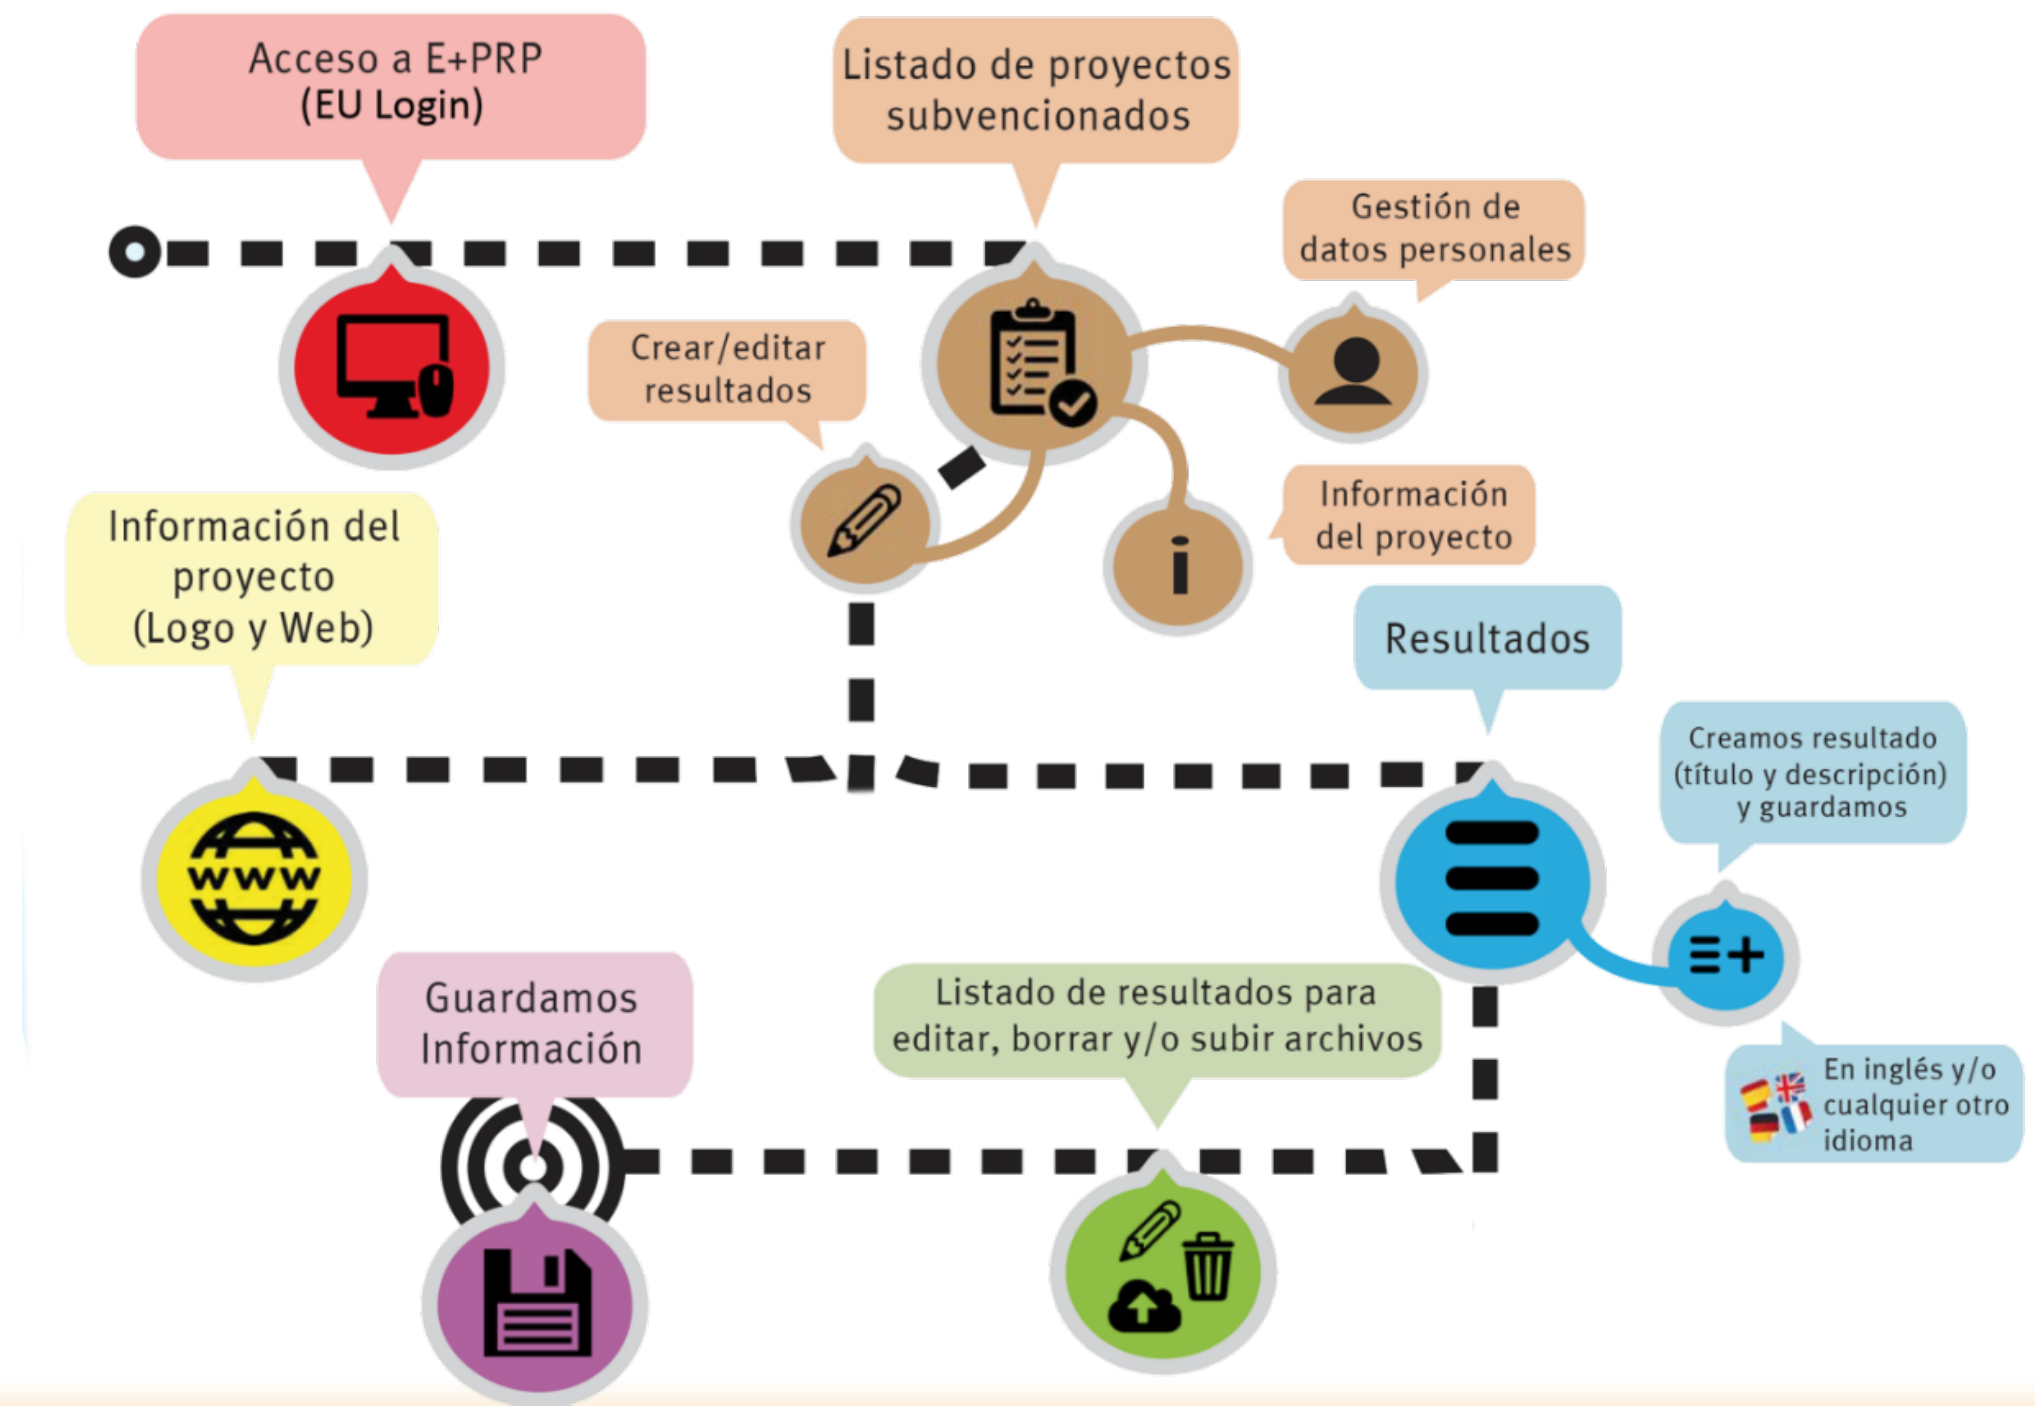 Acceso a E+PRP
(EU Login)
Listado de proyectos
subvencionados
Gestión de
datos personales
Crear/editar
resultados
Información
del proyecto
Información del
proyecto
(Logo y Web)
www
Resultados
Creamos resultado
(título y descripción)
y guardamos
En inglés y/o
cualquier otro
idioma
Listado de resultados para
editar, borrar y/o subir archivos
Guardamos
Información